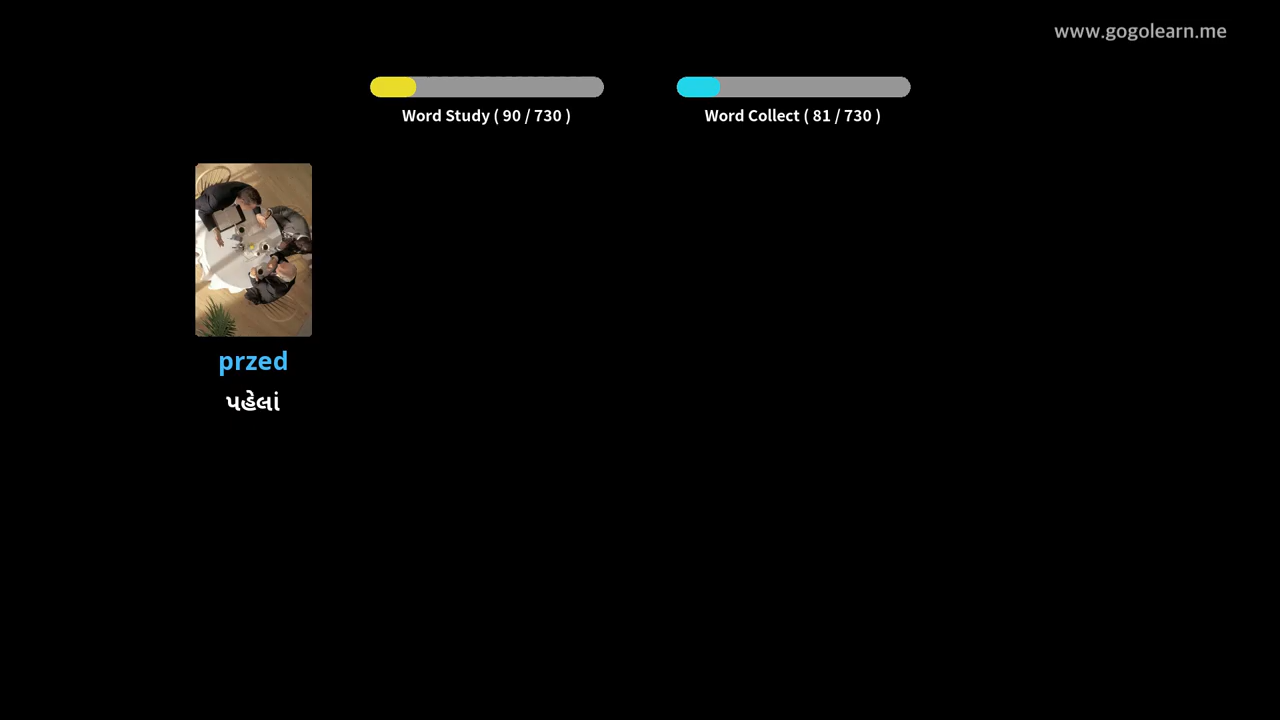 www.gogolearn.me
Word Study ( 90 / 730 )
Word Collect ( 81 / 730 )
przed
પહેલાં